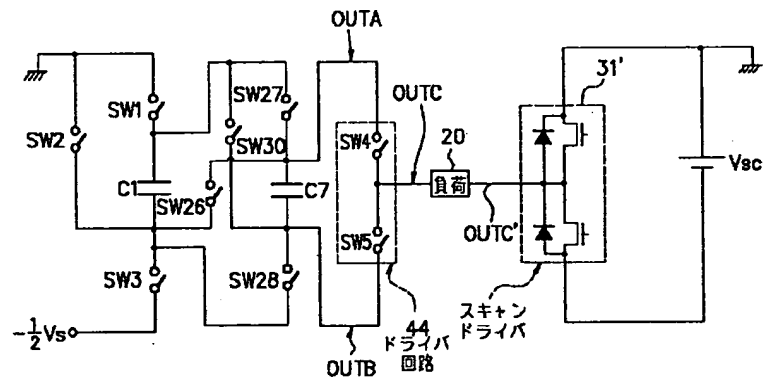 OUTA
31'
SW1
SW27
OUTC
SW2
SW30
SW4
20
負荷
Vsc
C1
SW26
C7
OUTC'
SW5
SW3
SW28
-1/2Vs
OUTB
44
ドライバ
回路
スキャン
ドライバ